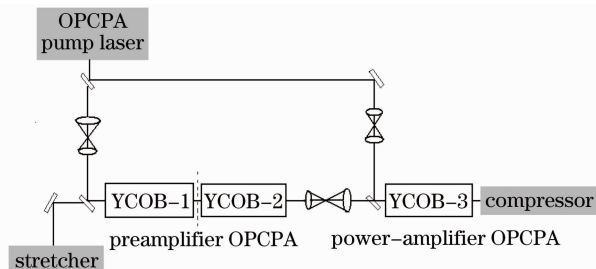 OPCPA
pump laser
YCOB-1
YCOB-2
YCOB-3
compressor
preamplifier OPCPA
power-amplifier OPCPA
stretcher